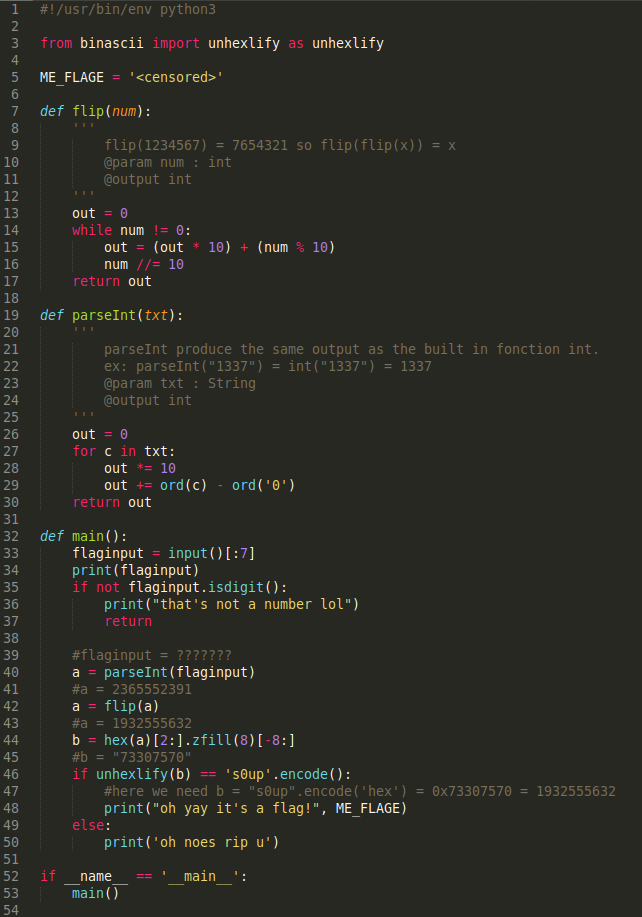 1 #!/usr/bin/env python3
2
3 from binascii import unhexlify as unhexlify
4
5 ME_FLAGE = '<censored>'
6
7 def flip(num):
8     '''
9         flip(1234567) = 7654321 so flip(flip(x)) = x
10         @param num : int
11         @output int
12     '''
13     out = 0
14     while num != 0:
15         out = (out * 10) + (num % 10)
16         num //= 10
17     return out
18
19 def parseInt(txt):
20     '''
21         parseInt produce the same output as the built in fonction int.
22         ex: parseInt("1337") = int("1337") = 1337
23         @param txt : String
24         @output int
25     '''
26     out = 0
27     for c in txt:
28         out *= 10
29         out += ord(c) - ord('0')
30     return out
31
32 def main():
33     flaginput = input()[:7]
34     print(flaginput)
35     if not flaginput.isdigit():
36         print("that's not a number lol")
37         return
38
39     #flaginput = ???????
40     a = parseInt(flaginput)
41     #a = 2365552391
42     a = flip(a)
43     #a = 1932555632
44     b = hex(a)[2:].zfill(8)[-8:]
45     #b = "73307570"
46     if unhexlify(b) == 's0up'.encode():
47         #here we need b = "s0up".encode('hex') = 0x73307570 = 1932555632
48         print("oh yay it's a flag!", ME_FLAGE)
49     else:
50         print('oh noes rip u')
51
52 if __name__ == '__main__':
53     main()
54